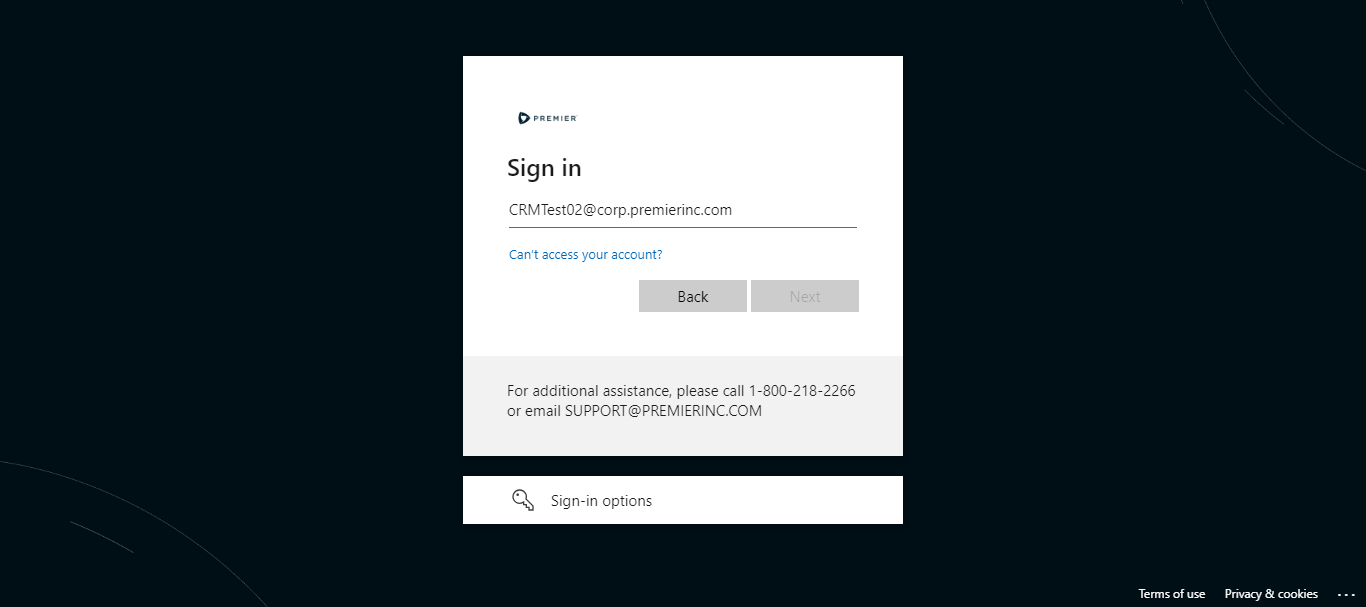 PREMIER
Sign in
CRMTest02@corp.premierinc.com
Can't access your account?
Back
Next
For additional assistance, please call 1-800-218-2266
or email SUPPORT@PREMIERINC.COM
Sign-in options
Terms of use
Privacy & cookies
...